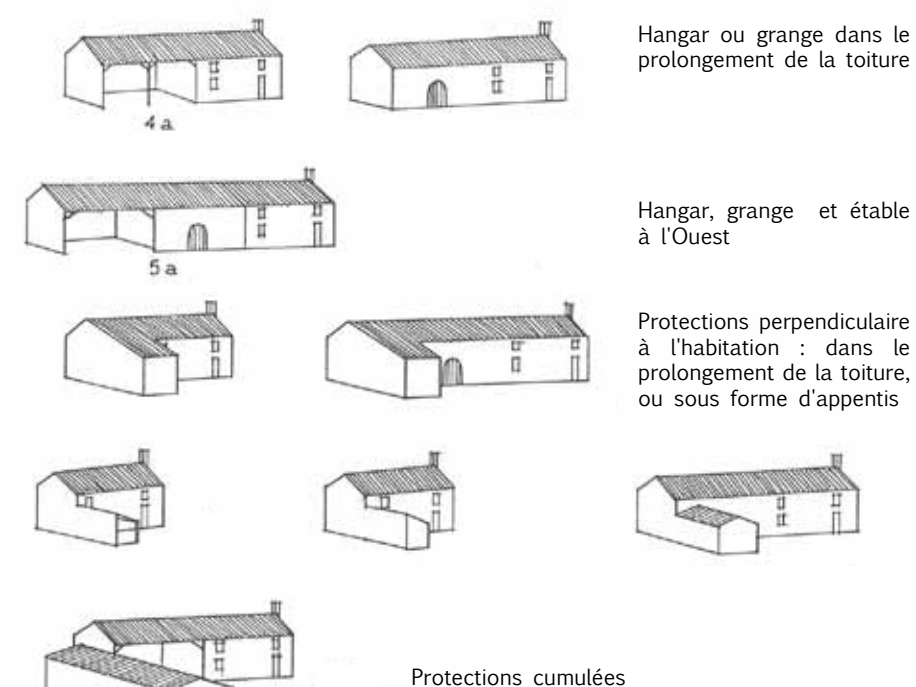 Hangar ou grange dans le
prolongement de la toiture
4 a
Hangar, grange et étable
à l'Ouest
5 a
Protections perpendiculaire
à l'habitation : dans le
prolongement de la toiture,
ou sous forme d'appentis
Protections cumulées